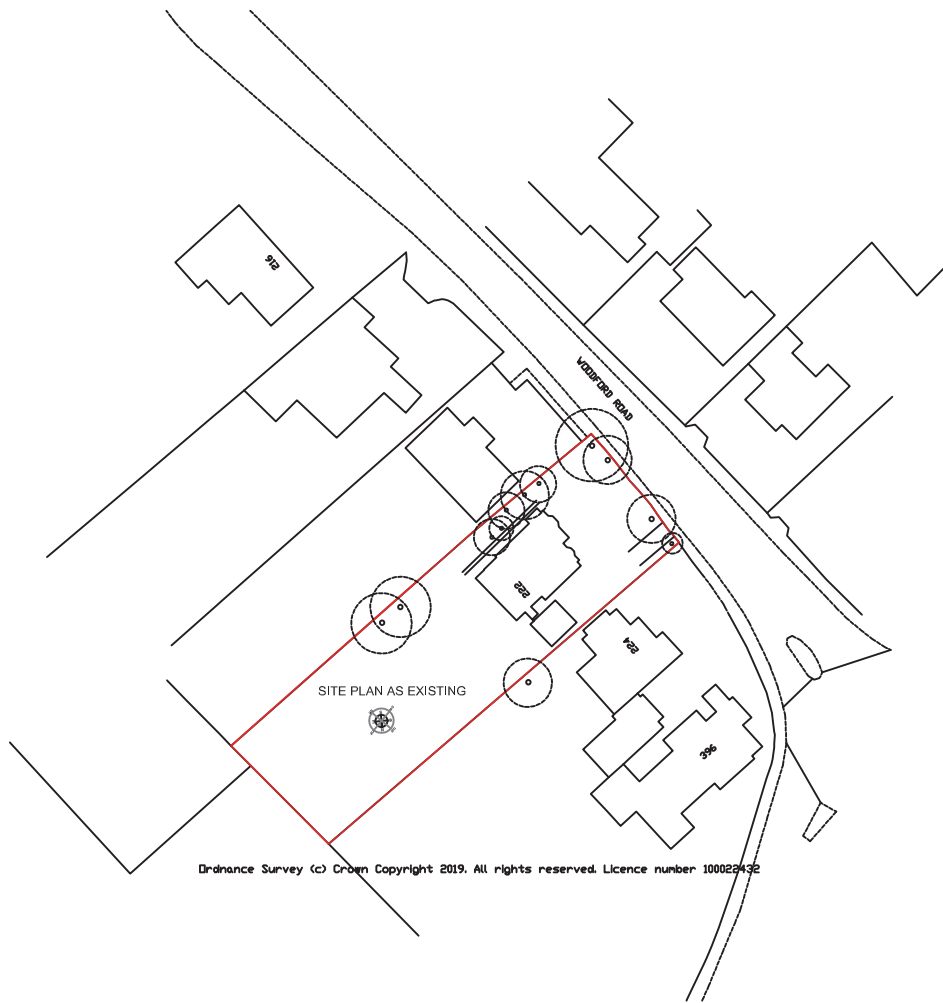 216
WOODFORD ROAD
222
224
SITE PLAN AS EXISTING
396
Ordnance Survey (c) Crown Copyright 2019. All rights reserved. Licence number 100022432